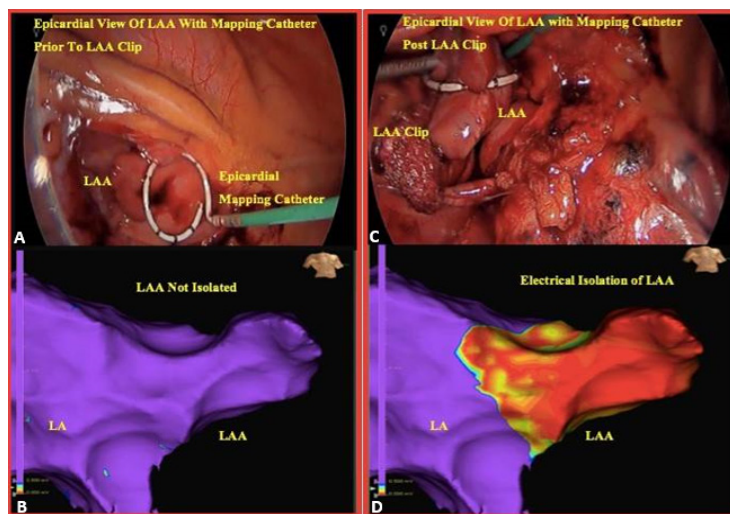 Epicardial View Of LAA With Mapping Catheter
Prior To LAA Clip
LAA
Epicardial
Mapping Catheter
A
Epicardial View Of LAA with Mapping Catheter
Post LAA Clip
LAA
LAA Clip
C
LAA Not Isolated
LA
LAA
B
Electrical Isolation of LAA
LA
LAA
D